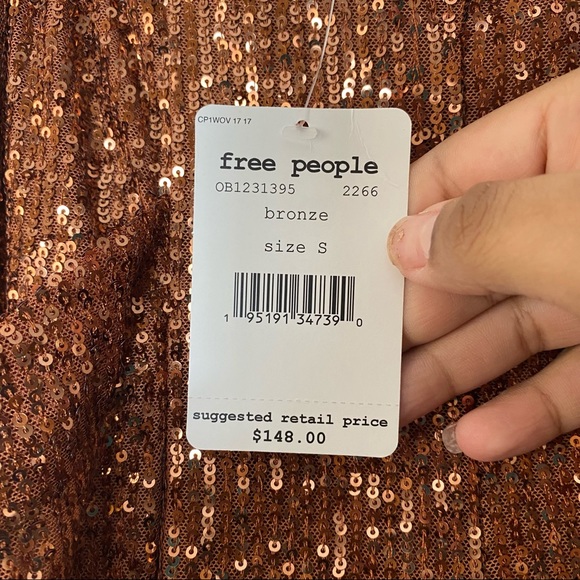 CP1WOV 17 17
free people
OB1231395 2266
bronze
size S
1 95191 34739 0
suggested retail price
$148.00